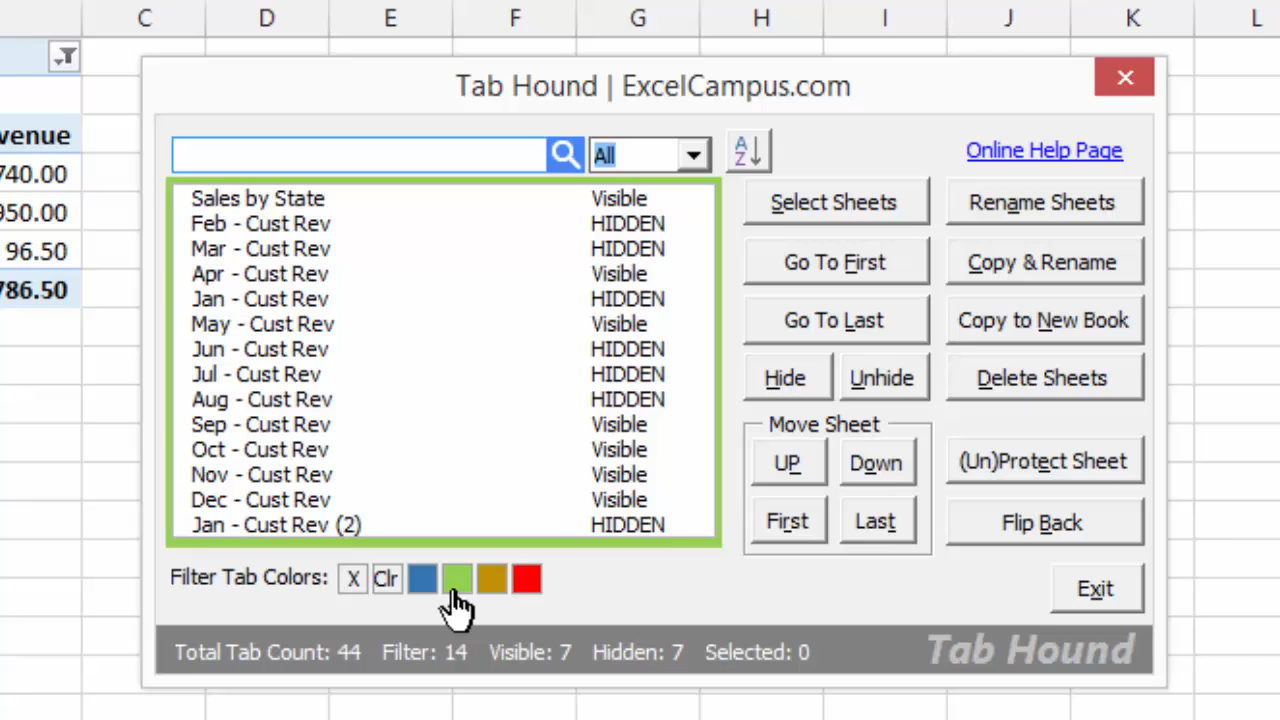 C D E F G H I J K L
Tab Hound | ExcelCampus.com
X
venue
740.00
950.00
96.50
786.50
All
A
Z
Online Help Page
Sales by State Visible
Feb - Cust Rev HIDDEN
Mar - Cust Rev HIDDEN
Apr - Cust Rev Visible
Jan - Cust Rev HIDDEN
May - Cust Rev Visible
Jun - Cust Rev HIDDEN
Jul - Cust Rev HIDDEN
Aug - Cust Rev HIDDEN
Sep - Cust Rev Visible
Oct - Cust Rev Visible
Nov - Cust Rev Visible
Dec - Cust Rev Visible
Jan - Cust Rev (2) HIDDEN
Select Sheets Rename Sheets
Go To First Copy & Rename
Go To Last Copy to New Book
Hide Unhide Delete Sheets
Move Sheet
UP Down (Un)Protect Sheet
First Last Flip Back
Filter Tab Colors: X Clr
Exit
Total Tab Count: 44 Filter: 14 Visible: 7 Hidden: 7 Selected: 0 Tab Hound